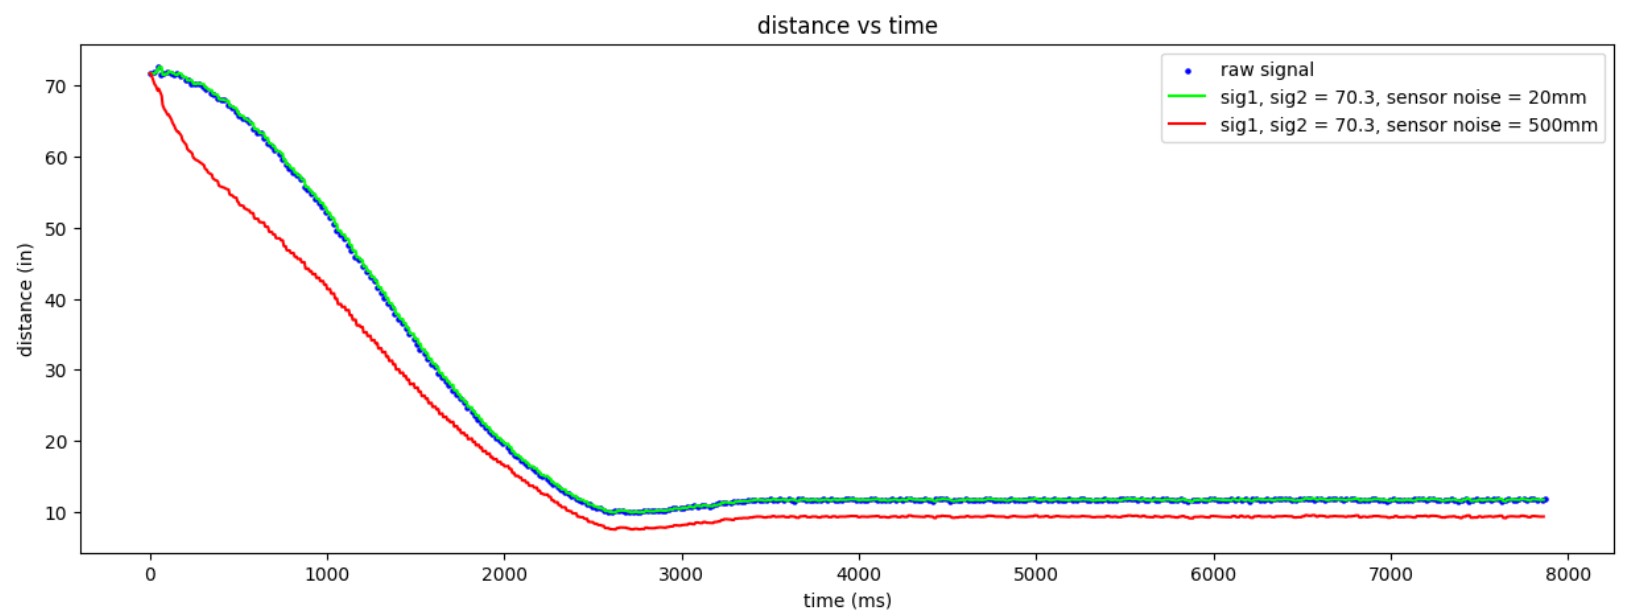 distance vs time
raw signal
sig1, sig2 = 70.3, sensor noise = 20mm
sig1, sig2 = 70.3, sensor noise = 500mm
distance (in)
70
60
50
40
30
20
10
0 1000 2000 3000 4000 5000 6000 7000 8000
time (ms)